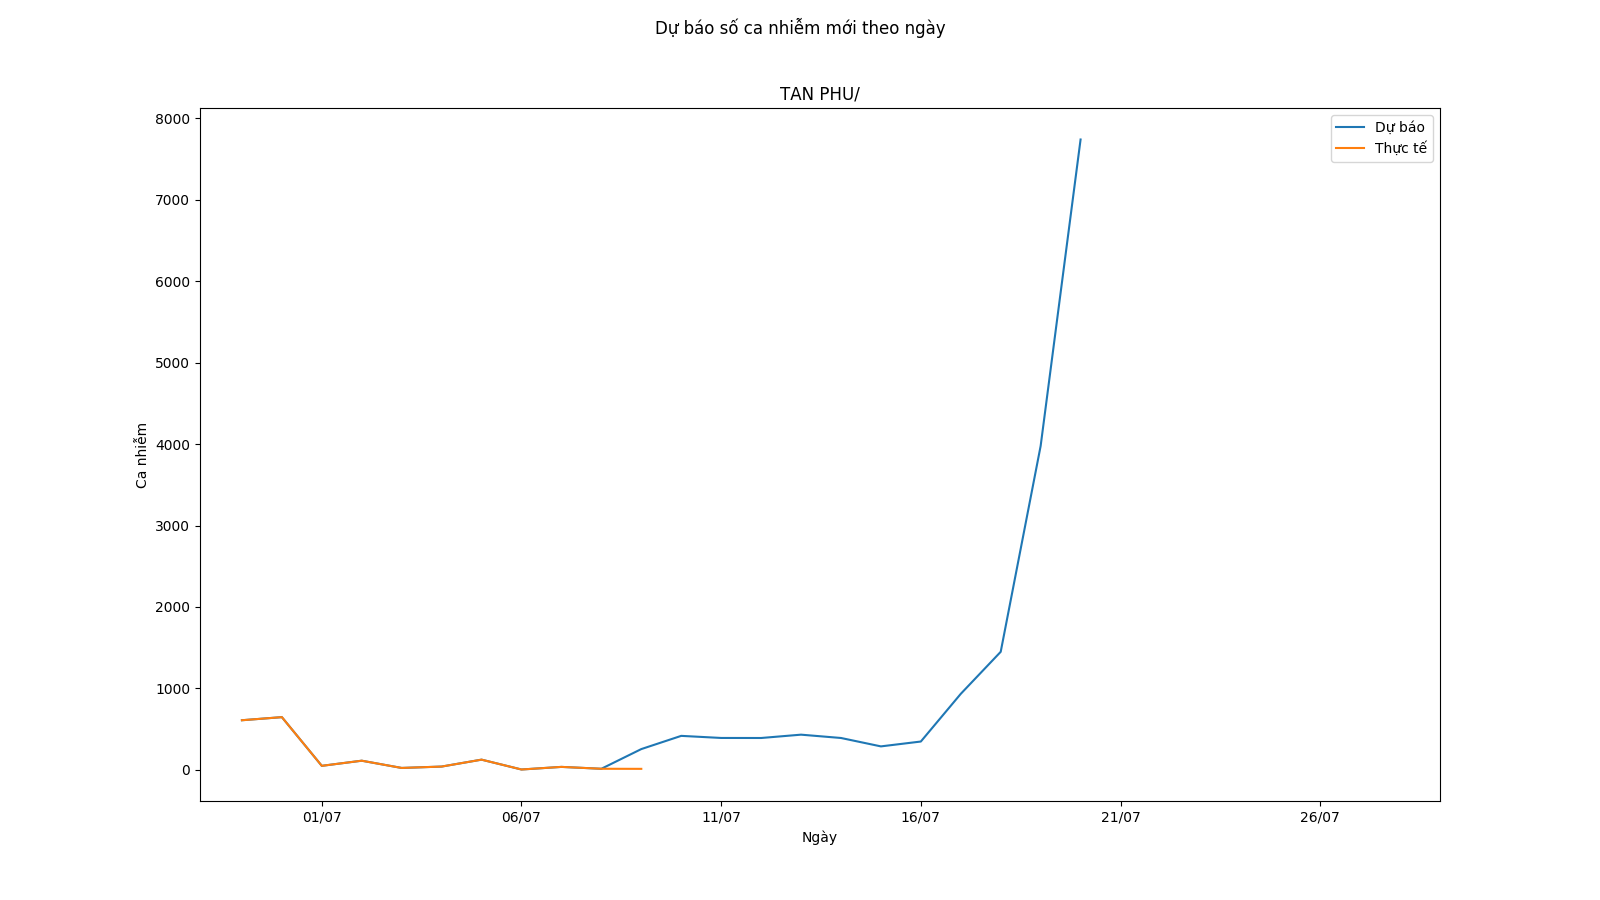 Dự báo số ca nhiễm mới theo ngày
TAN PHU/
Dự báo
Thực tế
8000
7000
6000
5000
4000
3000
2000
1000
0
Ca nhiễm
01/07
06/07
11/07
16/07
21/07
26/07
Ngày